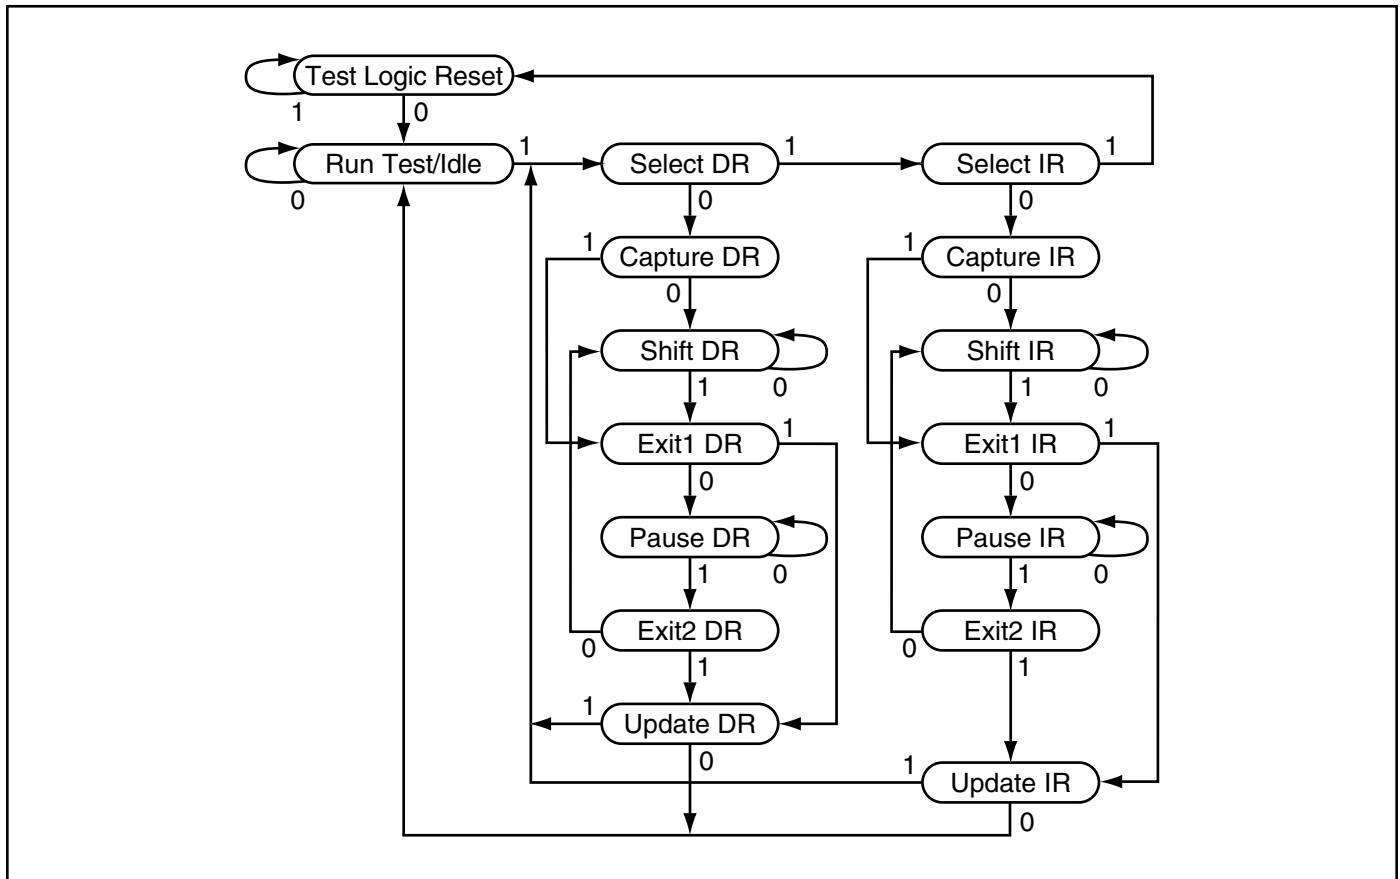 Test Logic Reset
1
0
Run Test/Idle
1
0
Select DR
1
0
Select IR
1
0
Capture DR
1
0
Capture IR
1
0
Shift DR
0
1
Shift IR
0
1
Exit1 DR
1
0
Exit1 IR
1
0
Pause DR
0
1
Pause IR
0
1
Exit2 DR
0
1
Exit2 IR
0
1
Update DR
1
0
Update IR
1
0